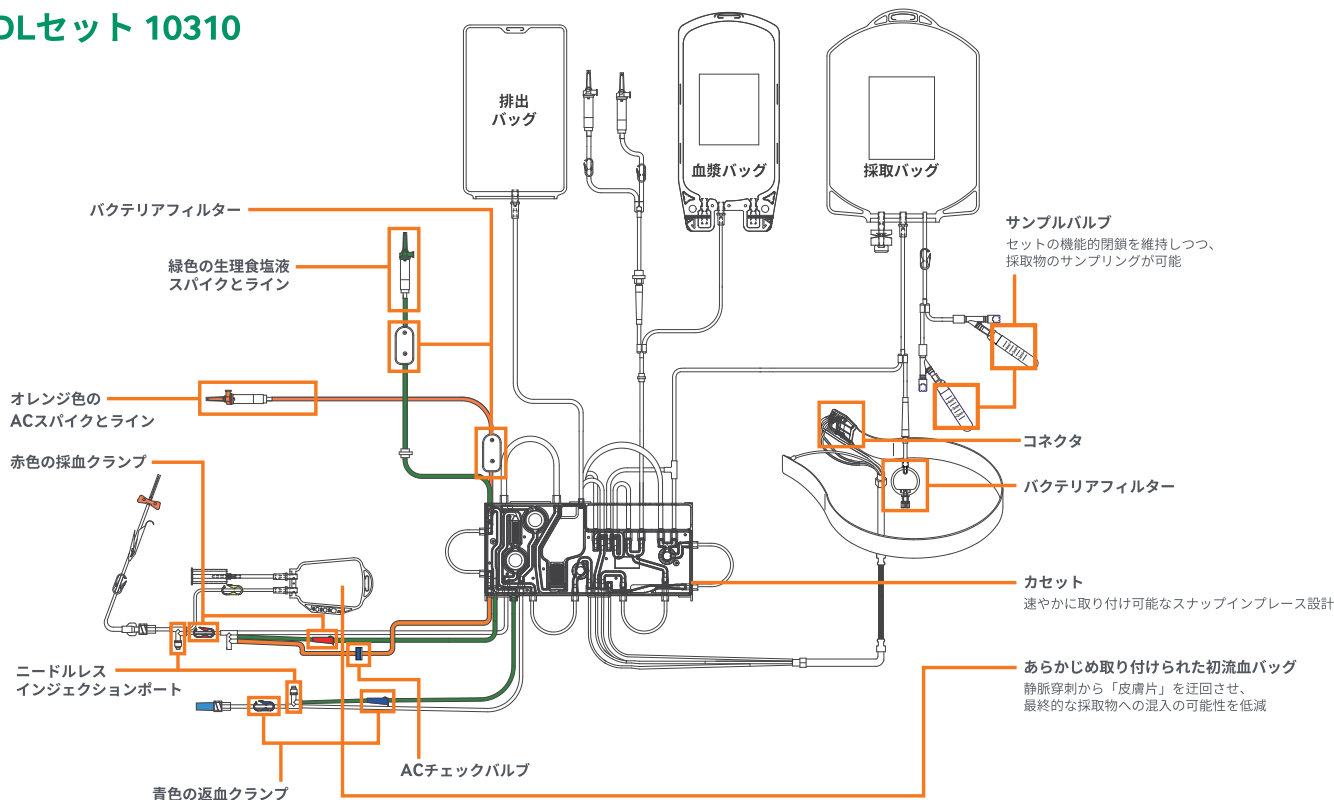 DLセット 10310
排出
バッグ
血漿バッグ
採取バッグ
バクテリアフィルター
緑色の生理食塩液
スパイクとライン
サンプルバルブ
セットの機能的閉鎖を維持しつつ、
採取物のサンプリングが可能
オレンジ色の
ACスパイクとライン
赤色の採血クランプ
コネクタ
バクテリアフィルター
カセット
速やかに取り付け可能なスナップインプレース設計
ニードルレス
インジェクションポート
あらかじめ取り付けられた初流血バッグ
静脈穿刺から「皮膚片」を迂回させ、
最終的な採取物への混入の可能性を低減
ACチェックバルブ
青色の返血クランプ